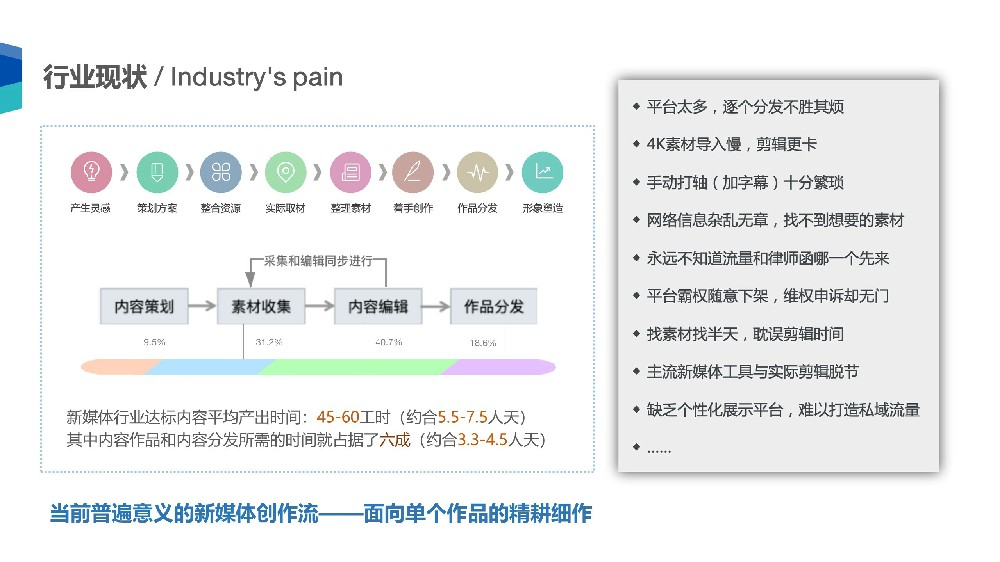 行业现状 / Industry's pain
产生灵感 策划方案 整合资源 实际取材 整理素材 着手创作 作品分发 形象塑造
采集和编辑同步进行
内容策划 素材收集 内容编辑 作品分发
9.5% 31.2% 40.7% 18.6%
新媒体行业达标内容平均产出时间：45-60工时（约合5.5-7.5人天）
其中内容作品和内容分发所需的时间就占据了六成（约合3.3-4.5人天）
当前普遍意义的新媒体创作流——面向单个作品的精耕细作
平台太多，逐个分发不胜其烦
4K素材导入慢，剪辑更卡
手动打轴（加字幕）十分繁琐
网络信息杂乱无章，找不到想要的素材
永远不知道流量和律师函哪一个先来
平台霸权随意下架，维权申诉却无门
找素材找半天，耽误剪辑时间
主流新媒体工具与实际剪辑脱节
缺乏个性化展示平台，难以打造私域流量
......